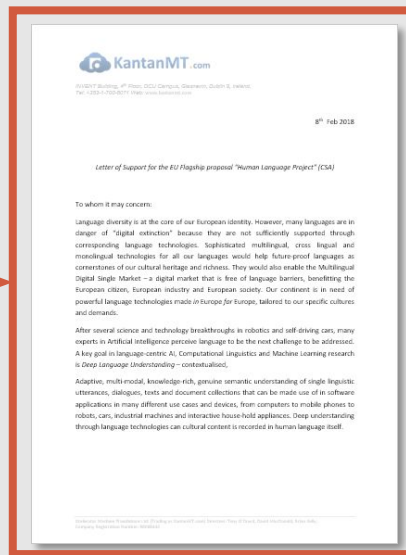 KantanMT.com
8th Feb 2018
Letter of Support for the EU Flagship proposal "Human Language Project" (CSA)
To whom it may concern:
Language diversity is at the core of our European identity. However, many languages are in
danger of "digital extinction" because they are not sufficiently supported through
corresponding language technologies. Sophisticated multilingual, cross lingual and
monolingual technologies for all our languages would help future-proof languages as
cornerstones of our cultural heritage and richness. They would also enable the Multilingual
Digital Single Market – a digital market that is free of language barriers, benefitting the
European citizen, European industry and European society. Our continent is in need of
powerful language technologies made in Europe for Europe, tailored to our specific cultures
and demands.
After several science and technology breakthroughs in robotics and self-driving cars, many
experts in Artificial Intelligence perceive language to be the next challenge to be addressed.
A key goal in language-centric AI, Computational Linguistics and Machine Learning research
is Deep Language Understanding – contextualised,
Adaptive, multi-modal, knowledge-rich, genuine semantic understanding of single linguistic
utterances, dialogues, texts and document collections that can be made use of in software
applications in many different use cases and devices, from computers to mobile phones to
robots, cars, industrial machines and interactive house-hold appliances. Deep understanding
through language technologies can cultural content is recorded in human language itself.